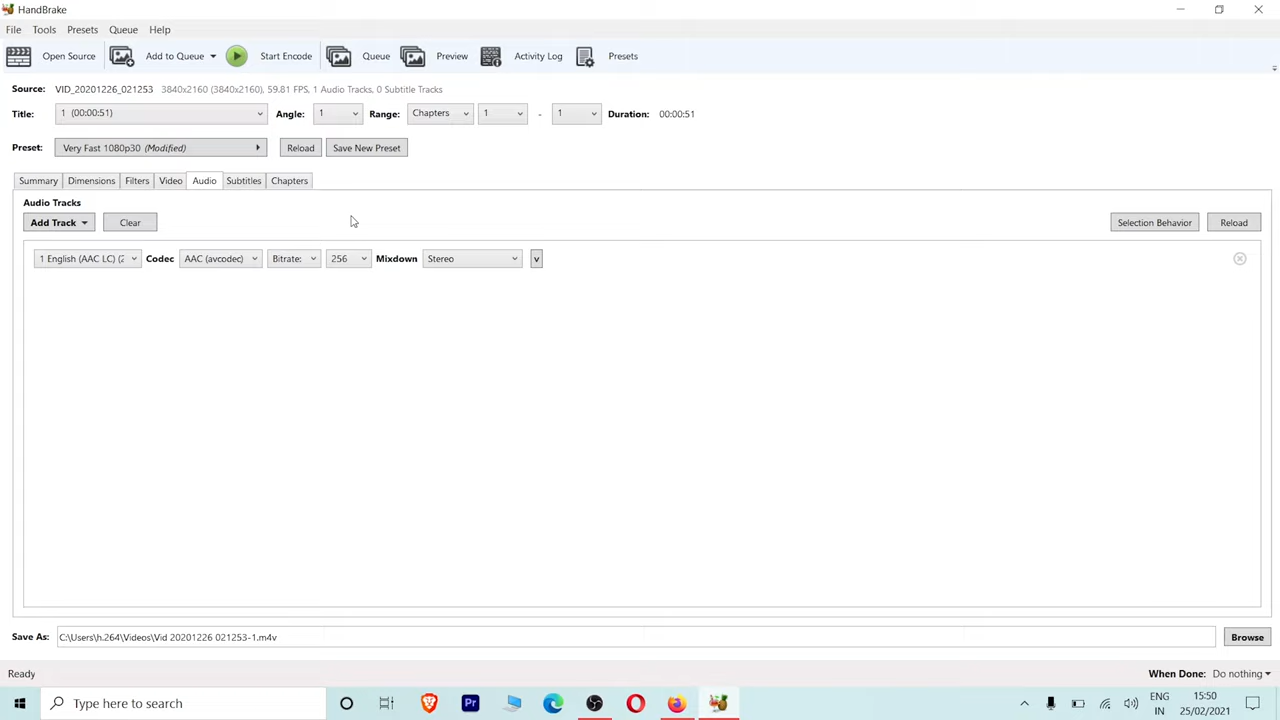 HandBrake
File Tools Presets Queue Help
Open Source Add to Queue Start Encode Queue Preview Activity Log Presets
Source: VID_20201226_021253 3840x2160 (3840x2160), 59.81 FPS, 1 Audio Tracks, 0 Subtitle Tracks
Title: 1 (00:00:51) Angle: 1 Range: Chapters 1 - 1 Duration: 00:00:51
Preset: Very Fast 1080p30 (Modified) Reload Save New Preset
Summary Dimensions Filters Video Audio Subtitles Chapters
Audio Tracks
Add Track Clear Selection Behavior Reload
1 English (AAC LC) (2 Codec AAC (avcodec) Bitrate: 256 Mixdown Stereo v
Save As: C:\Users\h.264\Videos\Vid 20201226 021253-1.m4v Browse
Ready When Done: Do nothing
Type here to search Pr ENG 15:50
IN 25/02/2021